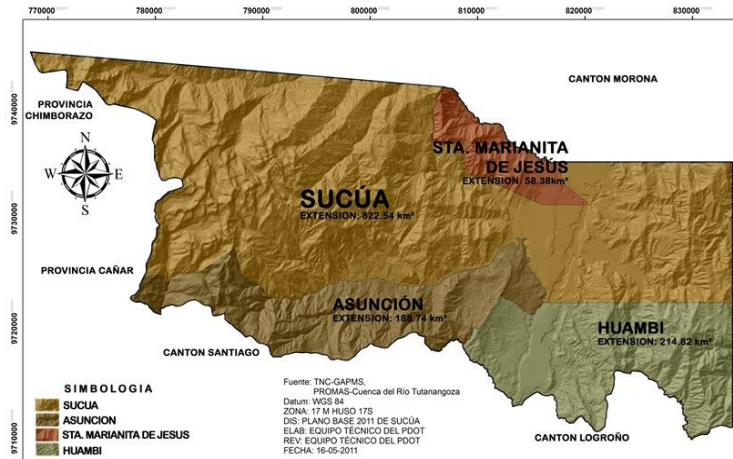 770000 780000 790000 800000 810000 820000 830000
9740000
9730000
9720000
9710000
CANTON MORONA
PROVINCIA
CHIMBORAZO
N
W E
S
STA. MARIANITA
DE JESÚS
EXTENSION: 58.38km²
SUCÚA
EXTENSION: 822.54 km²
PROVINCIA CAÑAR
ASUNCIÓN
EXTENSION: 188.74 km²
HUAMBI
EXTENSION: 214.82 km²
CANTON SANTIAGO
CANTON LOGROÑO
SIMBOLOGIA
SUCUA
ASUNCION
STA. MARIANITA DE JESUS
HUAMBI
Fuente: TNC-GAPMS,
PROMAS-Cuenca del Río Tutanangoza
Datum: WGS 84
ZONA: 17 M HUSO 17S
DIS: PLANO BASE 2011 DE SUCÚA
ELAB: EQUIPO TÉCNICO DEL PDOT
REV: EQUIPO TÉCNICO DEL PDOT
FECHA: 16-05-2011